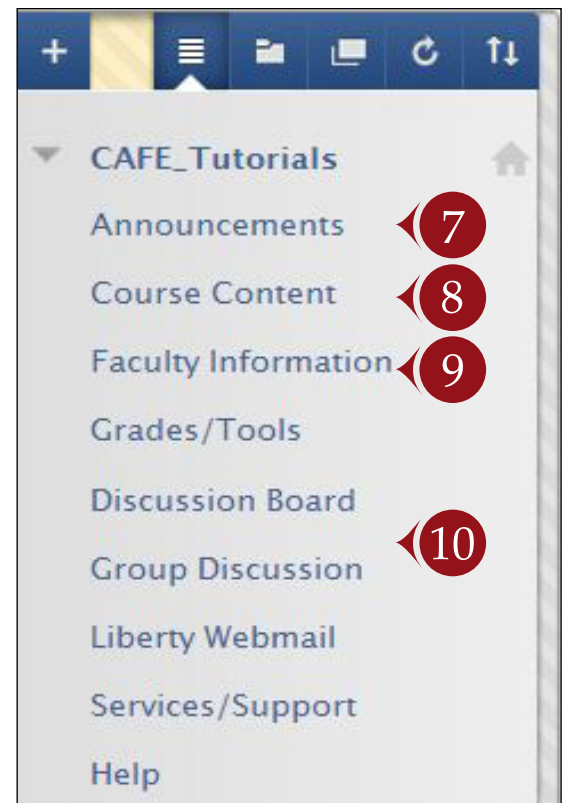 CAFE_Tutorials
Announcements 7
Course Content 8
Faculty Information 9
Grades/Tools
Discussion Board
10
Group Discussion
Liberty Webmail
Services/Support
Help